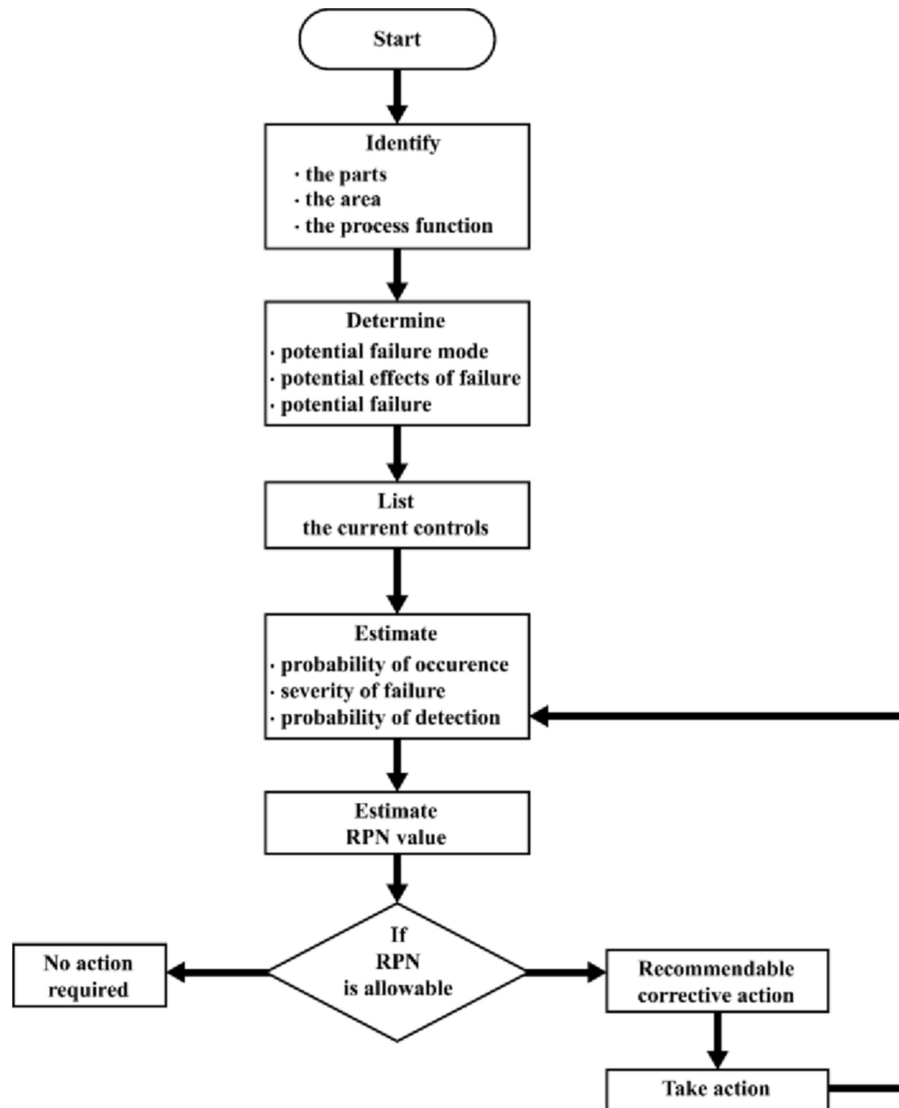 Start
Identify
· the parts
· the area
· the process function
Determine
· potential failure mode
· potential effects of failure
· potential failure
List
the current controls
Estimate
· probability of occurence
· severity of failure
· probability of detection
Estimate
RPN value
If
RPN
is allowable
No action
required
Recommendable
corrective action
Take action